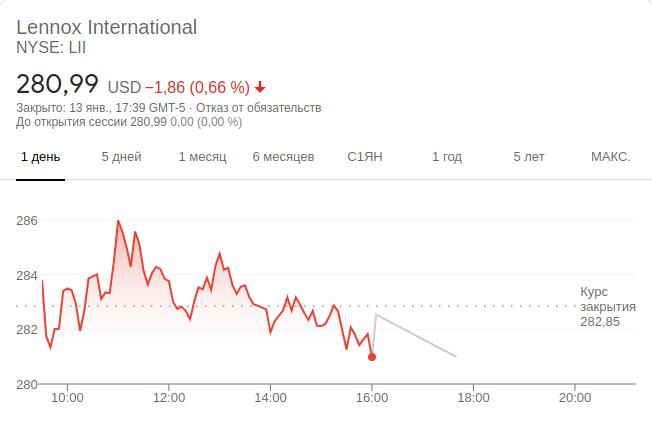 Lennox International
NYSE: LII
280,99 USD −1,86 (0,66 %)
Закрыто: 13 янв., 17:39 GMT-5 · Отказ от обязательств
До открытия сессии 280,99 0,00 (0,00 %)
1 день 5 дней 1 месяц 6 месяцев С1ЯН 1 год 5 лет МАКС.
286
284
Курс
закрытия
282,85
282
280
10:00 12:00 14:00 16:00 18:00 20:00